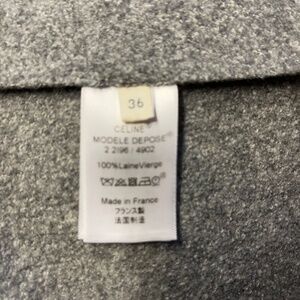 36
CELINE®
MODELE DEPOSE®
2 2I96 / 4902
100%LaineVierge
Made in France
フランス製
法国制造